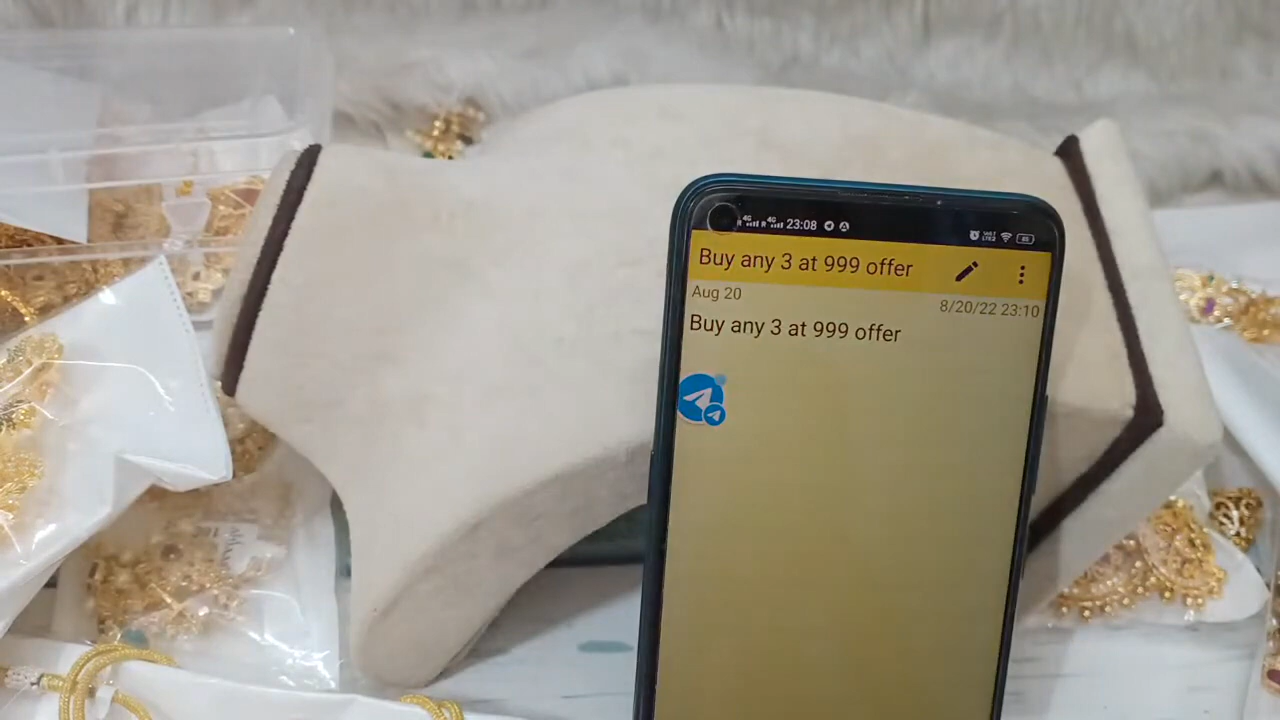 23:08
Buy any 3 at 999 offer
Aug 20
8/20/22 23:10
Buy any 3 at 999 offer